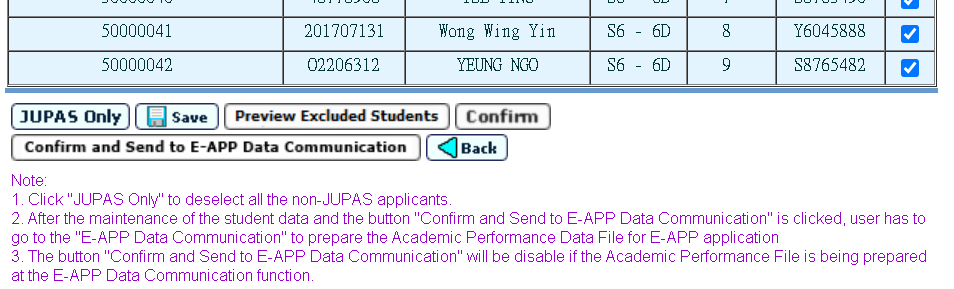 50000041 201707131 Wong Wing Yin S6 - 6D 8 Y6045888
50000042 O2206312 YEUNG NGO S6 - 6D 9 S8765482
JUPAS Only Save Preview Excluded Students Confirm
Confirm and Send to E-APP Data Communication Back
Note:
1. Click "JUPAS Only" to deselect all the non-JUPAS applicants.
2. After the maintenance of the student data and the button "Confirm and Send to E-APP Data Communication" is clicked, user has to
go to the "E-APP Data Communication" to prepare the Academic Performance Data File for E-APP application
3. The button "Confirm and Send to E-APP Data Communication" will be disable if the Academic Performance File is being prepared
at the E-APP Data Communication function.